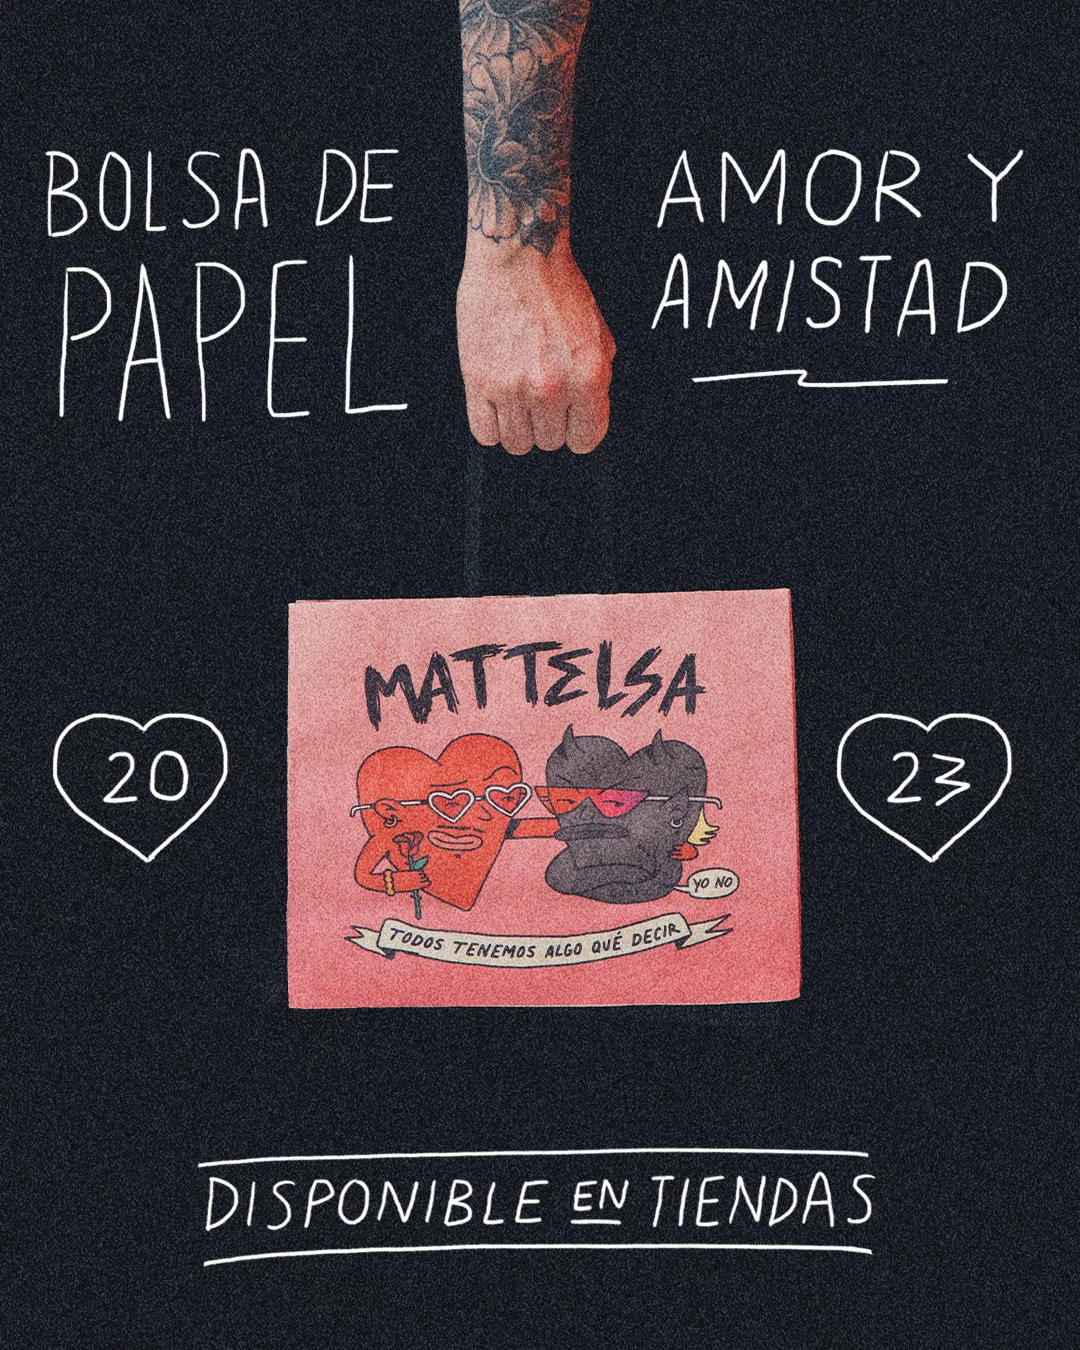 BOLSA DE
PAPEL
AMOR Y
AMISTAD
MATTELSA
20
23
YO NO
TODOS TENEMOS ALGO QUÉ DECIR
DISPONIBLE EN TIENDAS